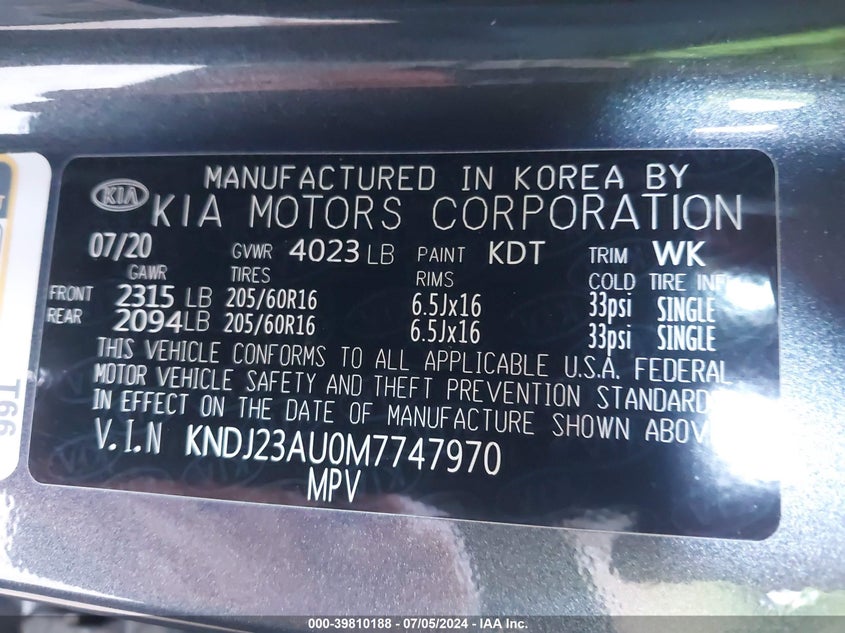 MANUFACTURED IN KOREA BY
KIA KIA MOTORS CORPORATION
07/20 GVWR 4023 LB PAINT KDT TRIM WK
GAWR TIRES RIMS COLD TIRE INF
FRONT 2315 LB 205/60R16 6.5Jx16 33psi SINGLE
REAR 2094 LB 205/60R16 6.5Jx16 33psi SINGLE
THIS VEHICLE CONFORMS TO ALL APPLICABLE U.S.A. FEDERAL
MOTOR VEHICLE SAFETY AND THEFT PREVENTION STANDARDS
IN EFFECT ON THE DATE OF MANUFACTURE SHOWN ABOVE
V.I.N KNDJ23AU0M7747970
MPV
000-39810188 - 07/05/2024 - IAA Inc.